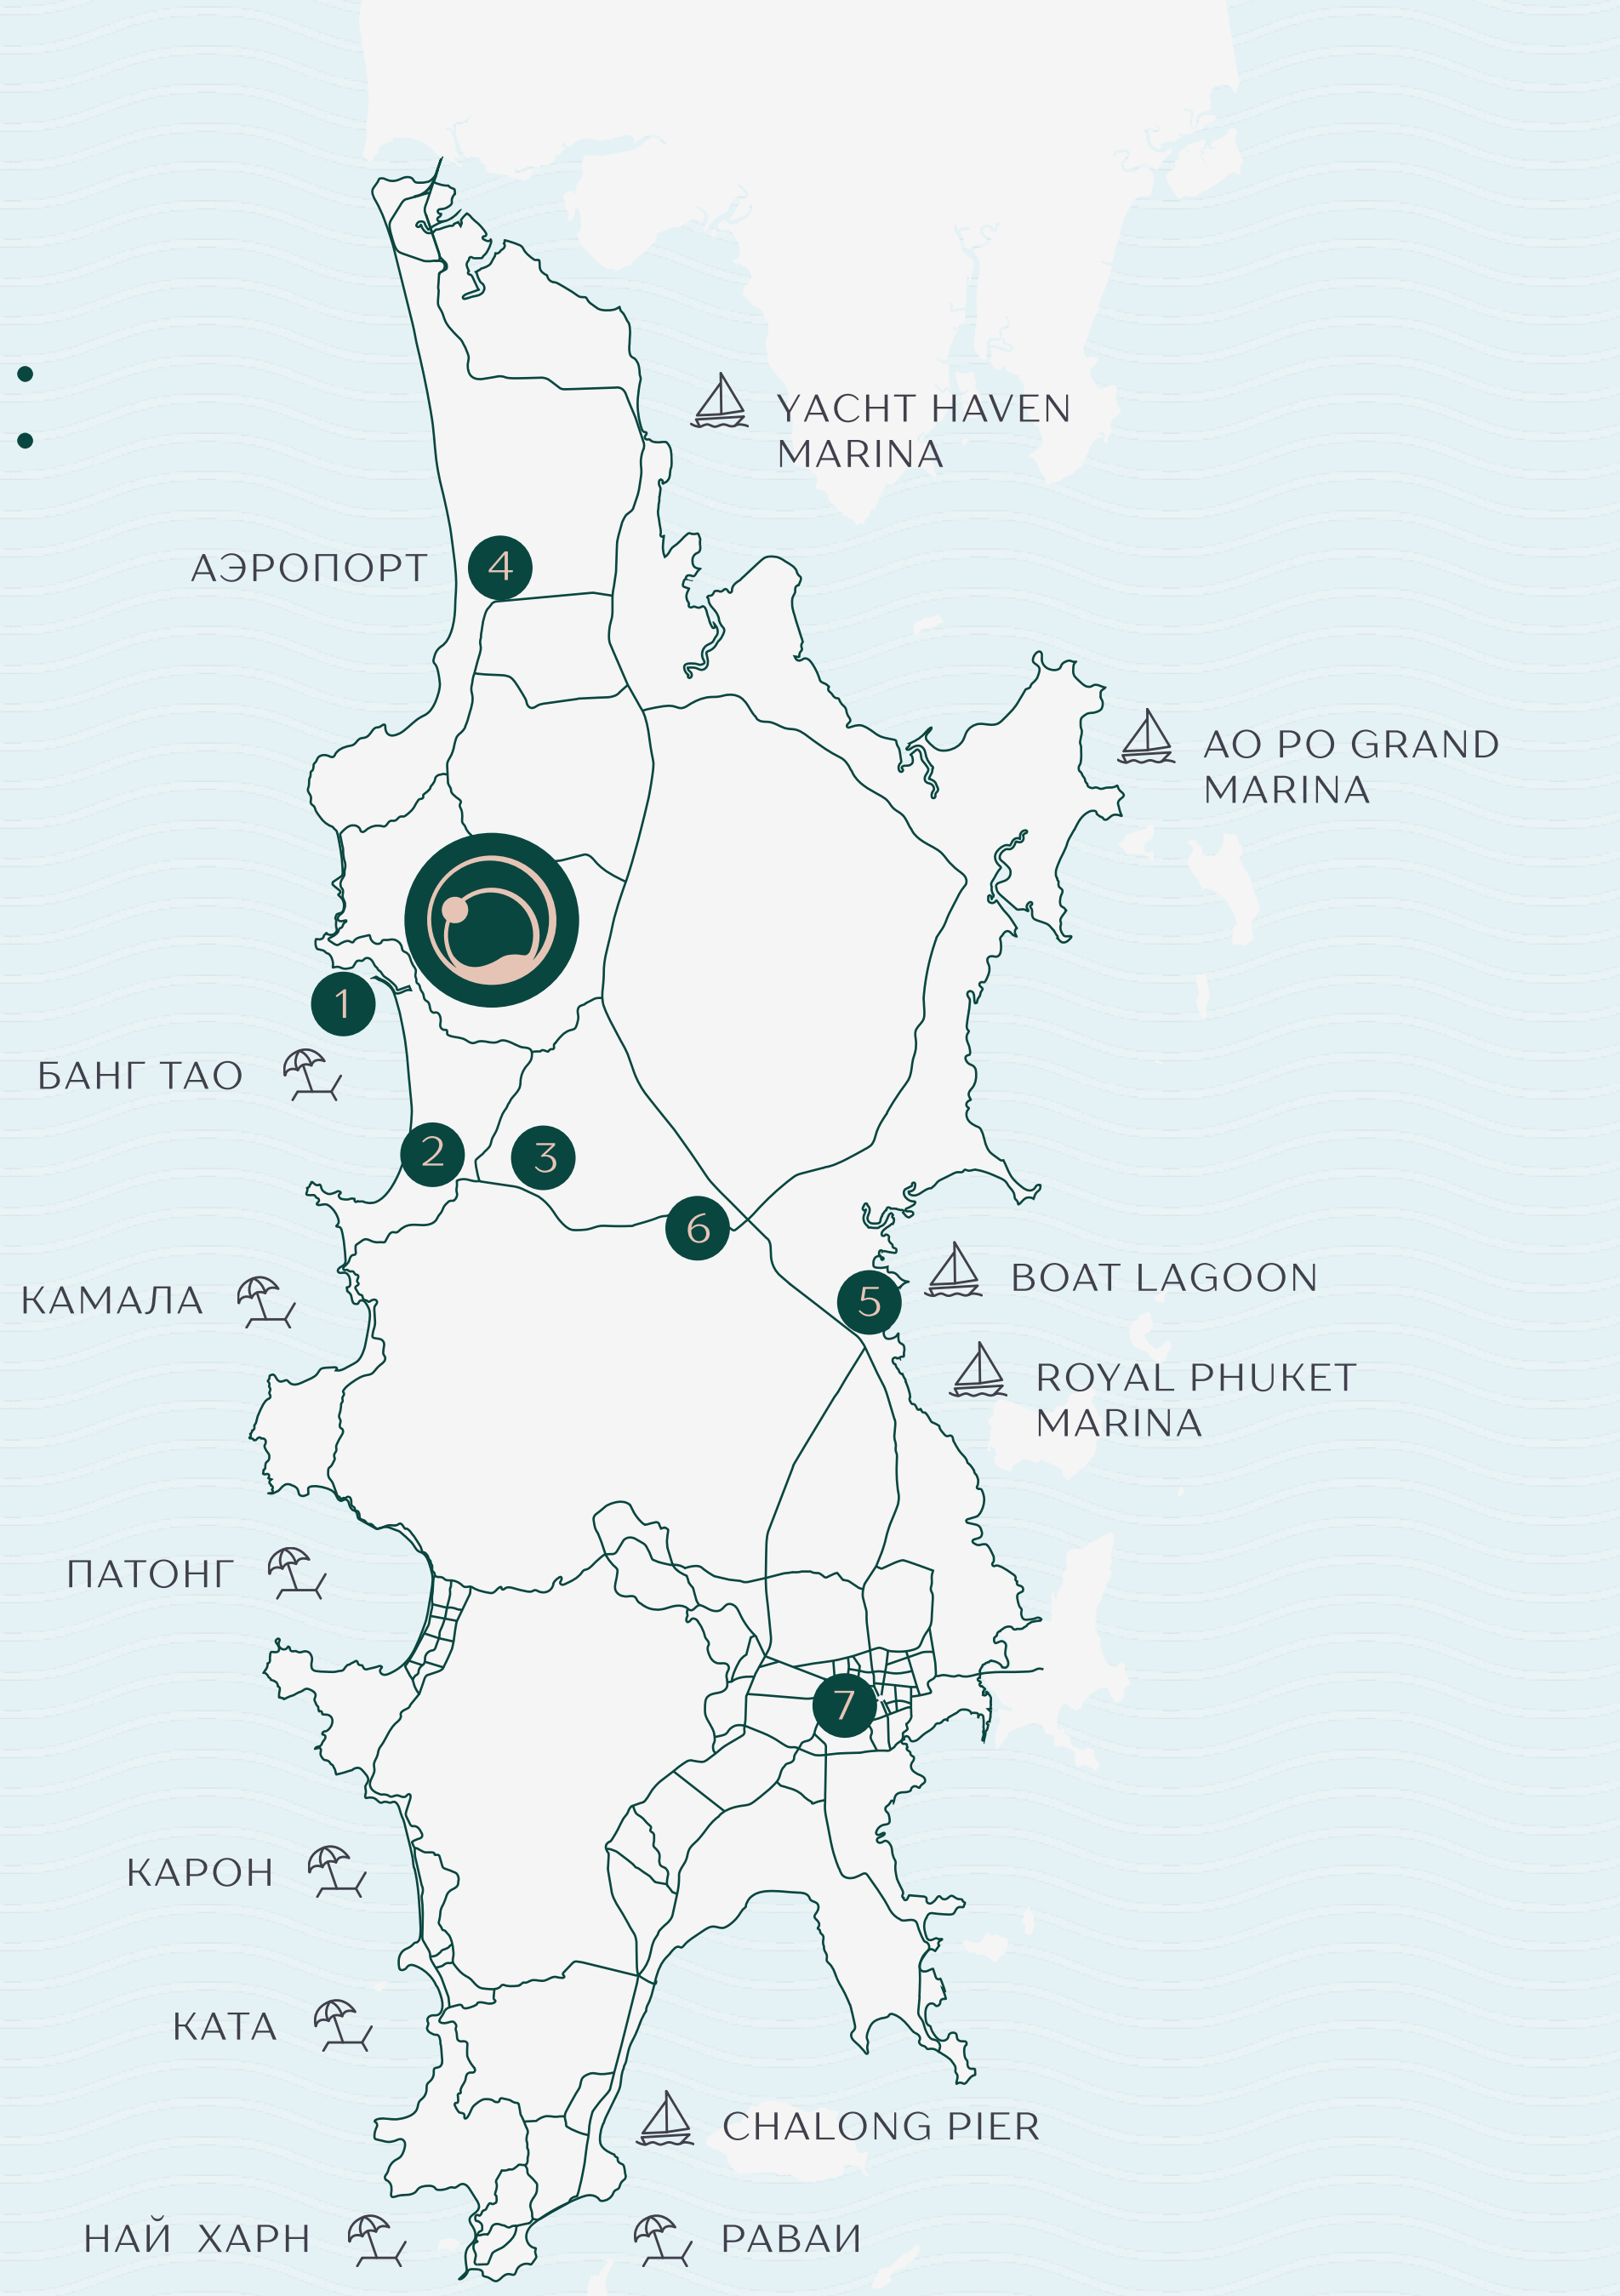 YACHT HAVEN
MARINA
АЭРОПОРТ
4
AO PO GRAND
MARINA
1
БАНГ ТАО
2
3
6
КАМАЛА
BOAT LAGOON
5
ROYAL PHUKET
MARINA
ПАТОНГ
7
КАРОН
КАТА
CHALONG PIER
НАЙ ХАРН
РАВАИ